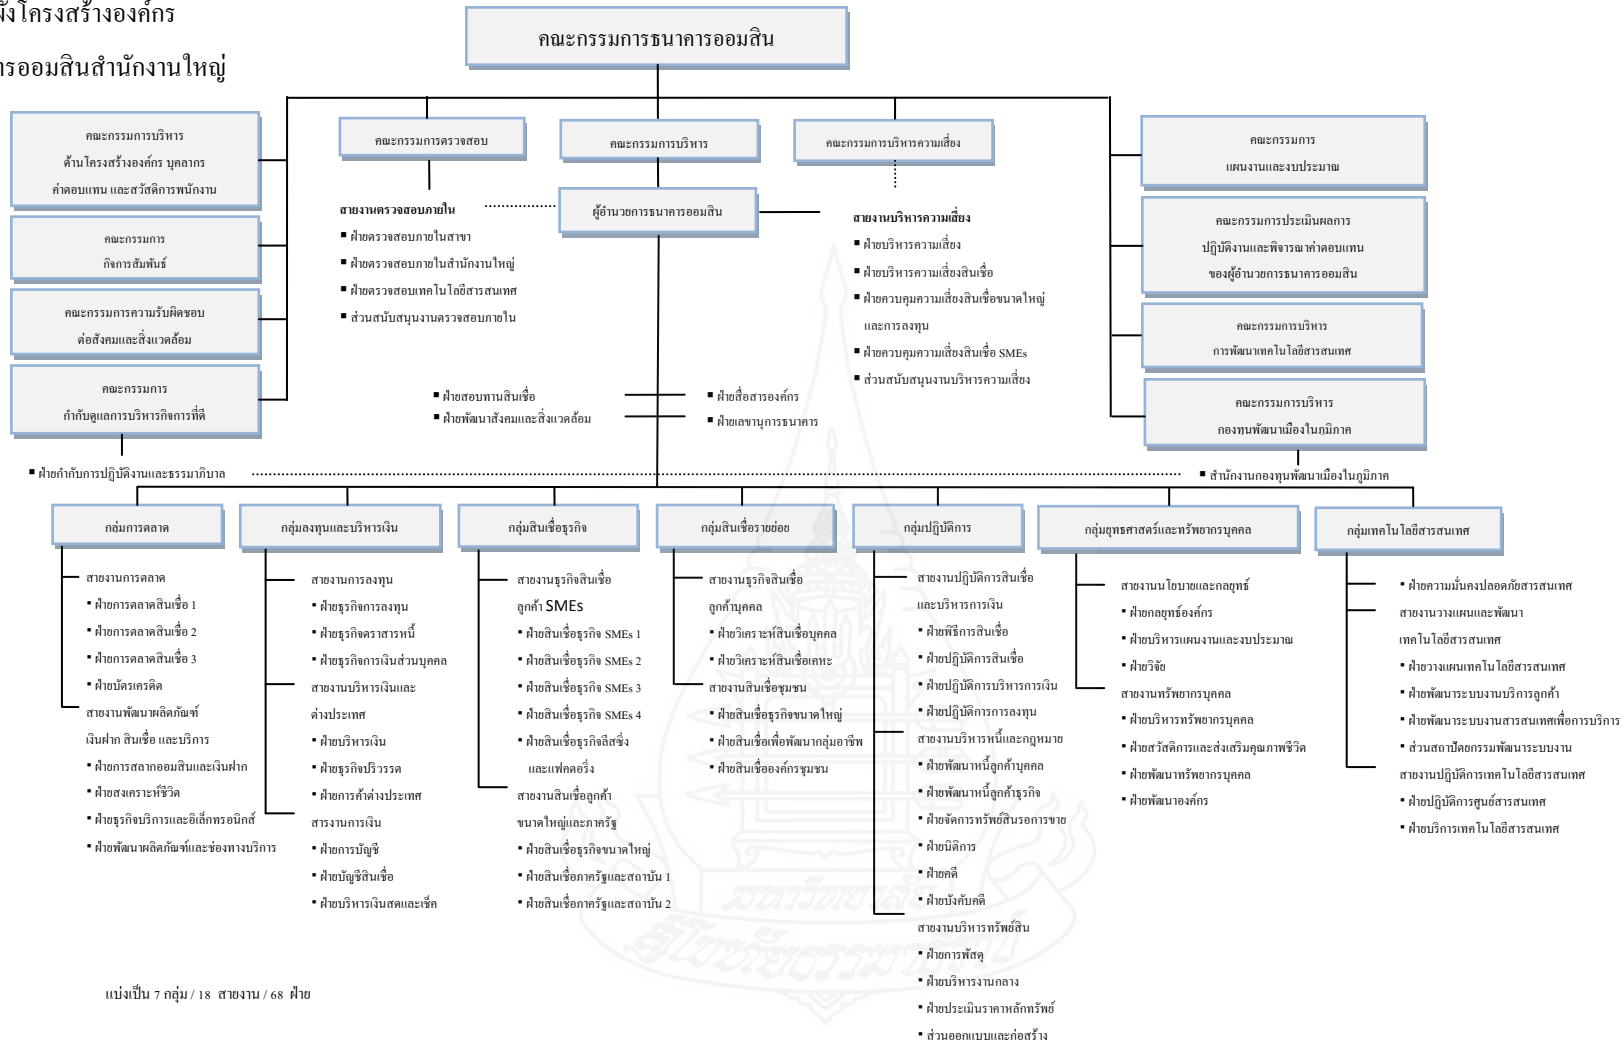 ผังโครงสร้างองค์กร
ารออมสินสำนักงานใหญ่
คณะกรรมการธนาคารออมสิน
คณะกรรมการบริหาร
ด้านโครงสร้างองค์กร บุคลากร
ค่าตอบแทน และสวัสดิการพนักงาน
คณะกรรมการ
กิจการสัมพันธ์
คณะกรรมการความรับผิดชอบ
ต่อสังคมและสิ่งแวดล้อม
คณะกรรมการ
กำกับดูแลการบริหารกิจการที่ดี
▪ ฝ่ายกำกับการปฏิบัติงานและธรรมาภิบาล
คณะกรรมการตรวจสอบ
สายงานตรวจสอบภายใน
▪ ฝ่ายตรวจสอบภายในสาขา
▪ ฝ่ายตรวจสอบภายในสำนักงานใหญ่
▪ ฝ่ายตรวจสอบเทคโนโลยีสารสนเทศ
▪ ส่วนสนับสนุนงานตรวจสอบภายใน
คณะกรรมการบริหาร
ผู้อำนวยการธนาคารออมสิน
▪ ฝ่ายสอบทานสินเชื่อ
▪ ฝ่ายพัฒนาสังคมและสิ่งแวดล้อม
▪ ฝ่ายสื่อสารองค์กร
▪ ฝ่ายเลขานุการธนาคาร
คณะกรรมการบริหารความเสี่ยง
สายงานบริหารความเสี่ยง
▪ ฝ่ายบริหารความเสี่ยง
▪ ฝ่ายบริหารความเสี่ยงสินเชื่อ
▪ ฝ่ายควบคุมความเสี่ยงสินเชื่อขนาดใหญ่
และการลงทุน
▪ ฝ่ายควบคุมความเสี่ยงสินเชื่อ SMEs
▪ ส่วนสนับสนุนงานบริหารความเสี่ยง
คณะกรรมการ
แผนงานและงบประมาณ
คณะกรรมการประเมินผลการ
ปฏิบัติงานและพิจารณาค่าตอบแทน
ของผู้อำนวยการธนาคารออมสิน
คณะกรรมการบริหาร
การพัฒนาเทคโนโลยีสารสนเทศ
คณะกรรมการบริหาร
กองทุนพัฒนาเมืองในภูมิภาค
▪ สำนักงานกองทุนพัฒนาเมืองในภูมิภาค
กลุ่มการตลาด
สายงานการตลาด
▪ ฝ่ายการตลาดสินเชื่อ 1
▪ ฝ่ายการตลาดสินเชื่อ 2
▪ ฝ่ายการตลาดสินเชื่อ 3
▪ ฝ่ายบัตรเครดิต
สายงานพัฒนาผลิตภัณฑ์
เงินฝาก สินเชื่อ และบริการ
▪ ฝ่ายการสลากออมสินและเงินฝาก
▪ ฝ่ายสงเคราะห์ชีวิต
▪ ฝ่ายธุรกิจบริการและอิเล็กทรอนิกส์
▪ ฝ่ายพัฒนาผลิตภัณฑ์และช่องทางบริการ
กลุ่มลงทุนและบริหารเงิน
สายงานการลงทุน
▪ ฝ่ายธุรกิจการลงทุน
▪ ฝ่ายธุรกิจตราสารหนี้
▪ ฝ่ายธุรกิจการเงินส่วนบุคคล
สายงานบริหารเงินและ
ต่างประเทศ
▪ ฝ่ายบริหารเงิน
▪ ฝ่ายธุรกิจปริวรรต
▪ ฝ่ายการค้าต่างประเทศ
สารงานการเงิน
▪ ฝ่ายการบัญชี
▪ ฝ่ายบัญชีสินเชื่อ
▪ ฝ่ายบริหารเงินสดและเช็ค
กลุ่มสินเชื่อธุรกิจ
สายงานธุรกิจสินเชื่อ
ลูกค้า SMEs
▪ ฝ่ายสินเชื่อธุรกิจ SMEs 1
▪ ฝ่ายสินเชื่อธุรกิจ SMEs 2
▪ ฝ่ายสินเชื่อธุรกิจ SMEs 3
▪ ฝ่ายสินเชื่อธุรกิจ SMEs 4
▪ ฝ่ายสินเชื่อธุรกิจลีสซิ่ง
และแฟคตอริ่ง
สายงานสินเชื่อลูกค้า
ขนาดใหญ่และภาครัฐ
▪ ฝ่ายสินเชื่อธุรกิจขนาดใหญ่
▪ ฝ่ายสินเชื่อภาครัฐและสถาบัน 1
▪ ฝ่ายสินเชื่อภาครัฐและสถาบัน 2
กลุ่มสินเชื่อรายย่อย
สายงานธุรกิจสินเชื่อ
ลูกค้าบุคคล
▪ ฝ่ายวิเคราะห์สินเชื่อบุคคล
▪ ฝ่ายวิเคราะห์สินเชื่อเคหะ
สายงานสินเชื่อชุมชน
▪ ฝ่ายสินเชื่อธุรกิจขนาดใหญ่
▪ ฝ่ายสินเชื่อเพื่อพัฒนากลุ่มอาชีพ
▪ ฝ่ายสินเชื่อองค์กรชุมชน
กลุ่มปฏิบัติการ
สายงานปฏิบัติการสินเชื่อ
และบริหารการเงิน
▪ ฝ่ายพิธีการสินเชื่อ
▪ ฝ่ายปฏิบัติการสินเชื่อ
▪ ฝ่ายปฏิบัติการบริหารการเงิน
▪ ฝ่ายปฏิบัติการการลงทุน
สายงานบริหารหนี้และกฎหมาย
▪ ฝ่ายพัฒนาหนี้ลูกค้าบุคคล
▪ ฝ่ายพัฒนาหนี้ลูกค้าธุรกิจ
▪ ฝ่ายจัดการทรัพย์สินรอการขาย
▪ ฝ่ายนิติการ
▪ ฝ่ายคดี
▪ ฝ่ายบังคับคดี
สายงานบริหารทรัพย์สิน
▪ ฝ่ายการพัสดุ
▪ ฝ่ายบริหารงานกลาง
▪ ฝ่ายประเมินราคาหลักทรัพย์
▪ ส่วนออกแบบและก่อสร้าง
กลุ่มยุทธศาสตร์และทรัพยากรบุคคล
สายงานนโยบายและกลยุทธ์
▪ ฝ่ายกลยุทธ์องค์กร
▪ ฝ่ายบริหารแผนงานและงบประมาณ
▪ ฝ่ายวิจัย
สายงานทรัพยากรบุคคล
▪ ฝ่ายบริหารทรัพยากรบุคคล
▪ ฝ่ายสวัสดิการและส่งเสริมคุณภาพชีวิต
▪ ฝ่ายพัฒนาทรัพยากรบุคคล
▪ ฝ่ายพัฒนาองค์กร
กลุ่มเทคโนโลยีสารสนเทศ
▪ ฝ่ายความมั่นคงปลอดภัยสารสนเทศ
สายงานวางแผนและพัฒนา
เทคโนโลยีสารสนเทศ
▪ ฝ่ายวางแผนเทคโนโลยีสารสนเทศ
▪ ฝ่ายพัฒนาระบบงานบริการลูกค้า
▪ ฝ่ายพัฒนาระบบงานสารสนเทศเพื่อการบริการ
▪ ส่วนสถาปัตยกรรมพัฒนาระบบงาน
สายงานปฏิบัติการเทคโนโลยีสารสนเทศ
▪ ฝ่ายปฏิบัติการศูนย์สารสนเทศ
▪ ฝ่ายบริการเทคโนโลยีสารสนเทศ
มหาวิทยาลัย
สุโขทัยธรรมาธิราช
แบ่งเป็น 7 กลุ่ม / 18 สายงาน / 68 ฝ่าย